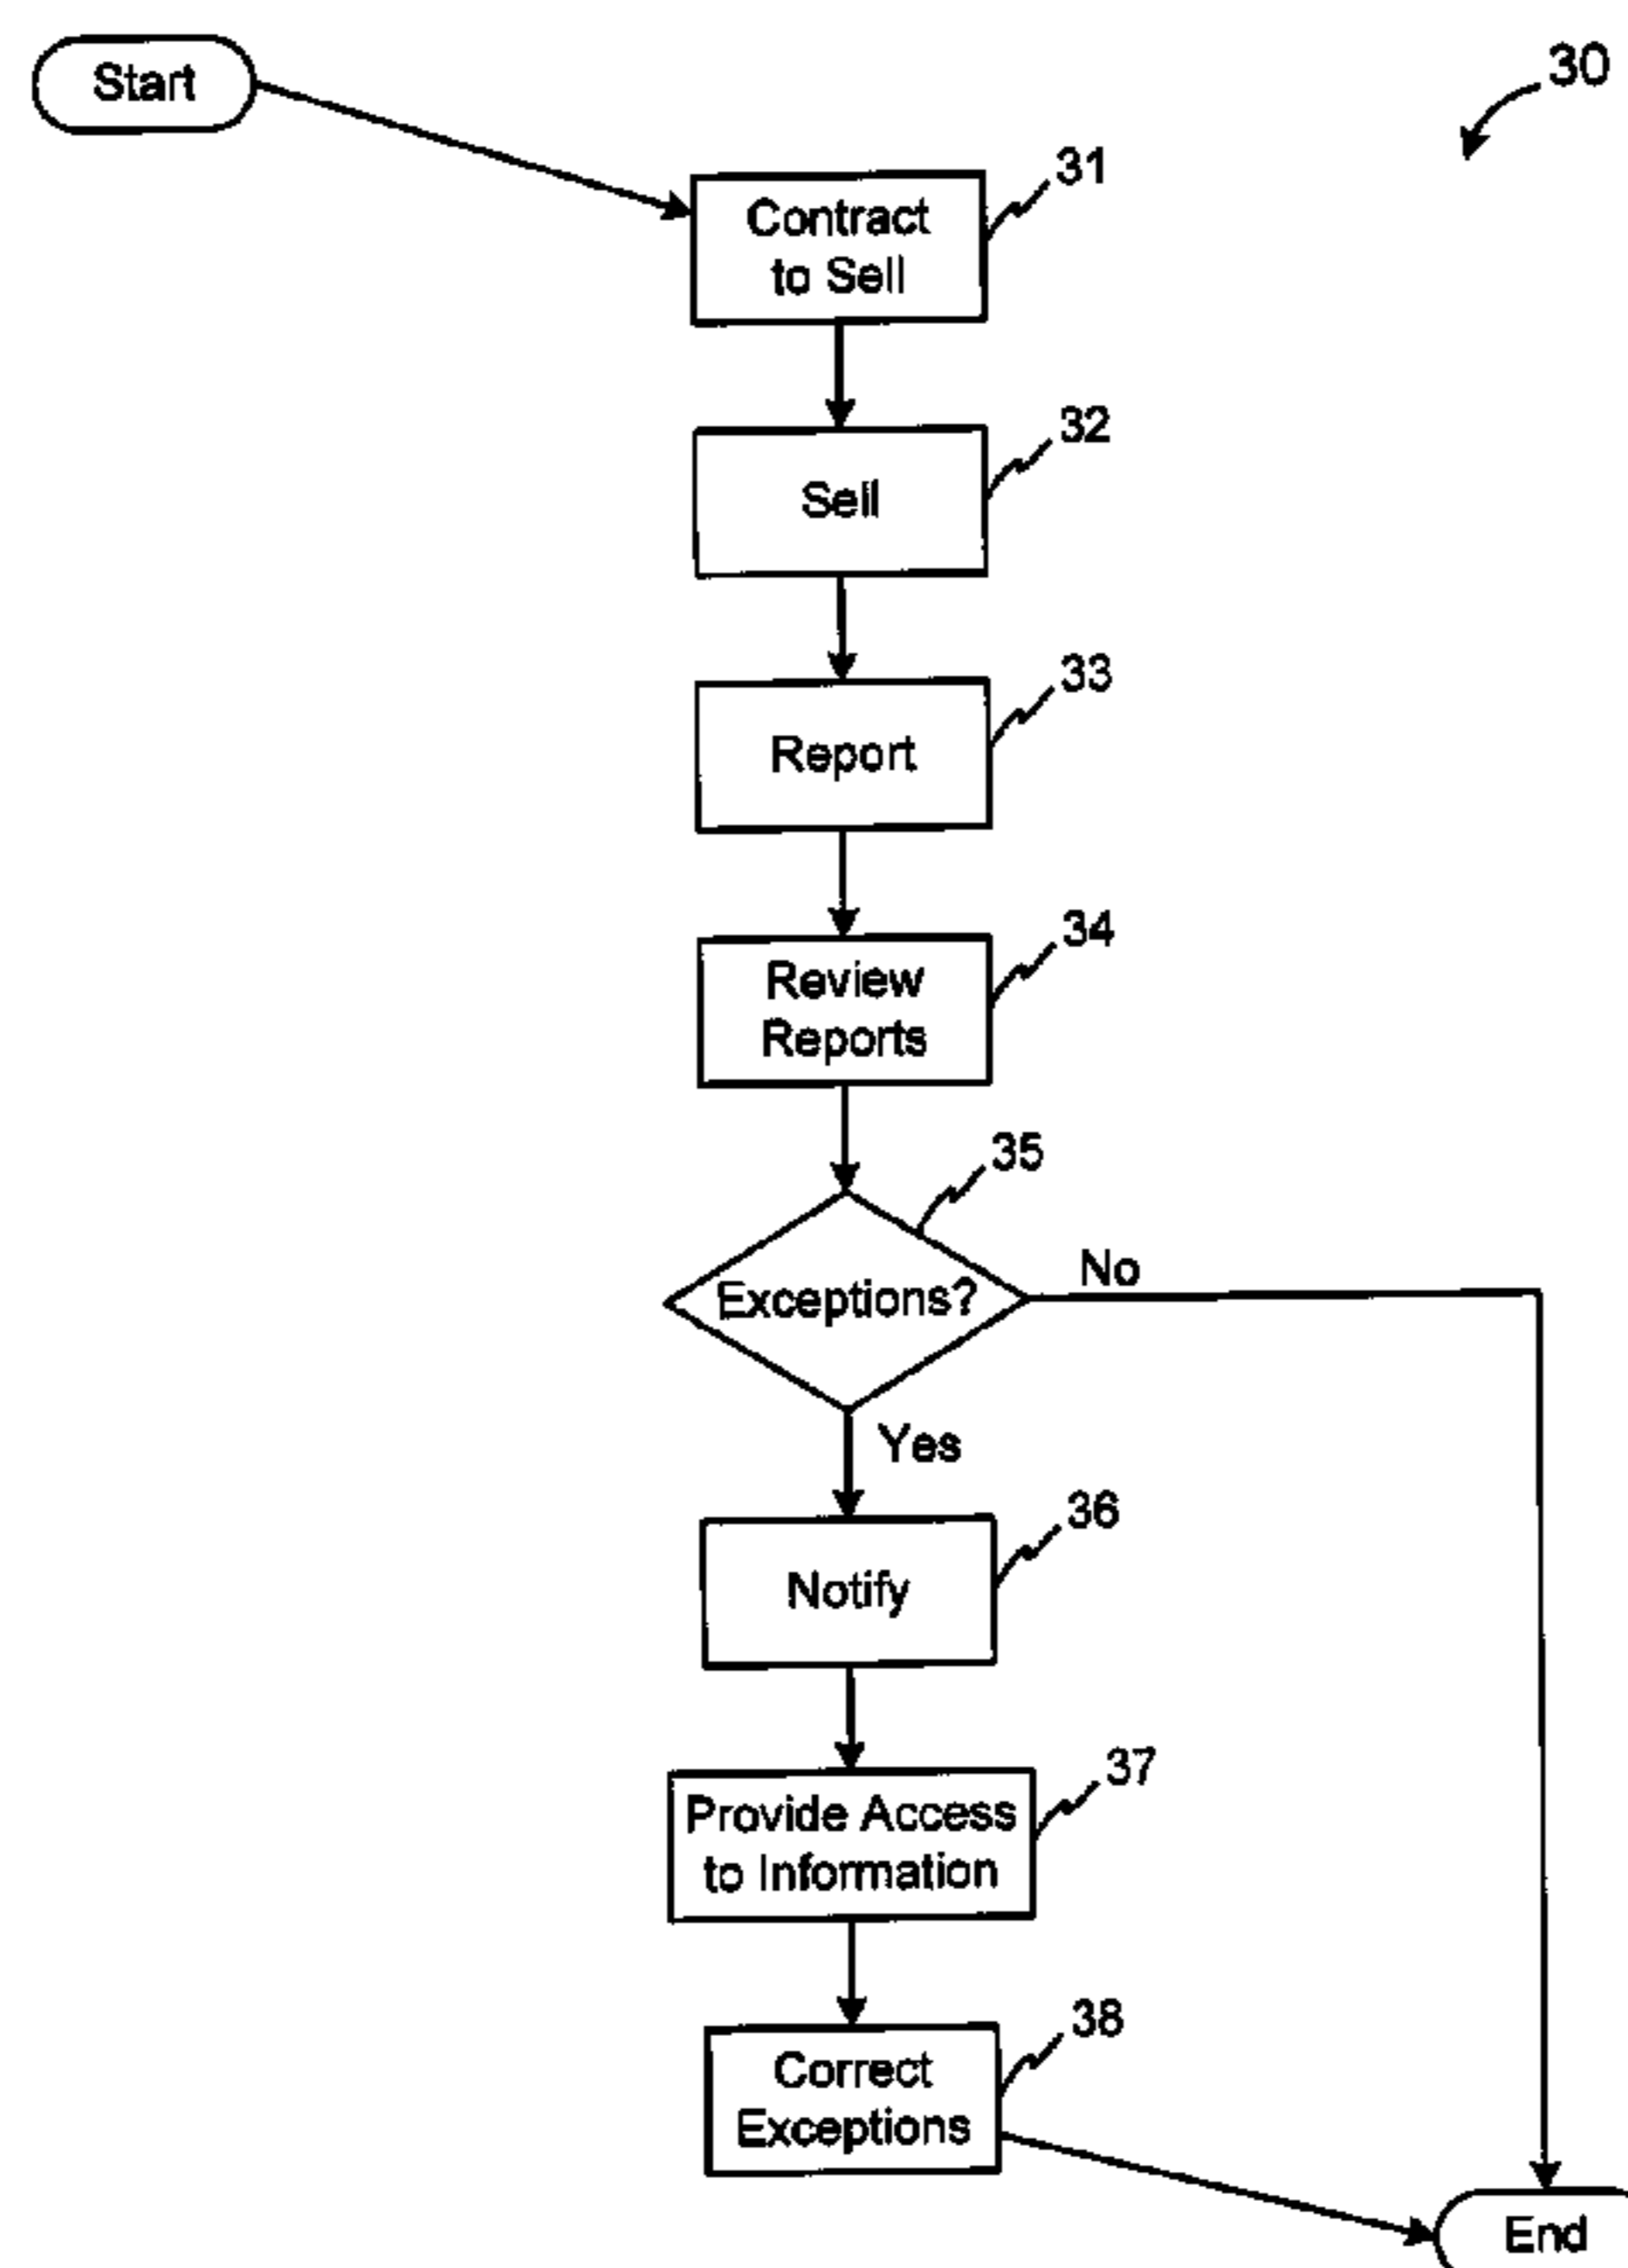 Start
30
31
Contract
to Sell
32
Sell
33
Report
34
Review
Reports
35
Exceptions?
No
Yes
36
Notify
37
Provide Access
to Information
38
Correct
Exceptions
End